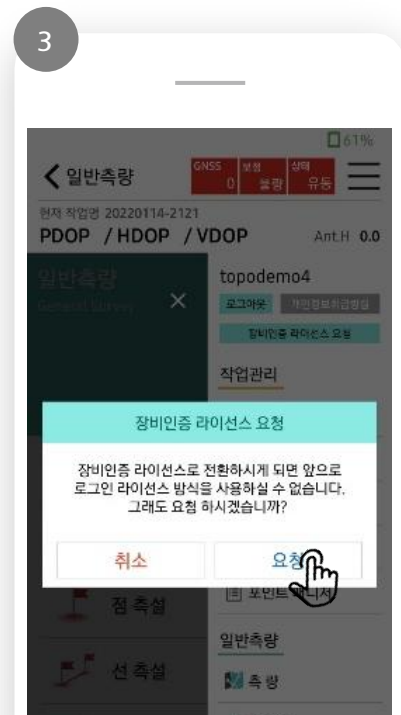 3
61%
일반측량
GNSS 0 보정 불량 상태 유동
현재 작업명 20220114-2121
PDOP / HDOP / VDOP Ant.H 0.0
일반측량
General Survey
topodemo4
로그아웃 개인정보취급방침
장비인증 라이선스 요청
작업관리
장비인증 라이선스 요청
장비인증 라이선스로 전환하시게 되면 앞으로
로그인 라이선스 방식을 사용하실 수 없습니다.
그래도 요청 하시겠습니까?
취소 요청
점 측설
포인트 매니저
일반측량
선 측설
측 량